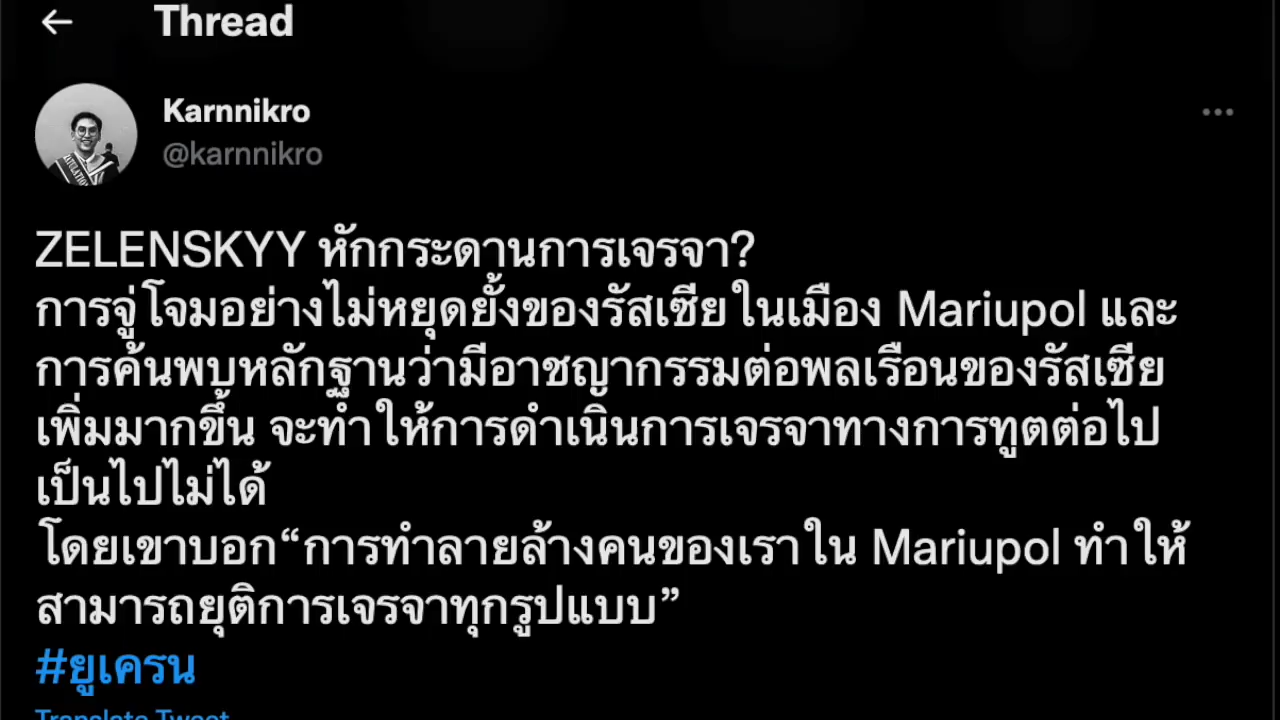 Thread
Karnnikro
@karnnikro
ZELENSKYY หักกระดานการเจรจา?
การจู่โจมอย่างไม่หยุดยั้งของรัสเซียในเมือง Mariupol และ
การค้นพบหลักฐานว่ามีอาชญากรรมต่อพลเรือนของรัสเซีย
เพิ่มมากขึ้น จะทำให้การดำเนินการเจรจาทางการทูตต่อไป
เป็นไปไม่ได้
โดยเขาบอก“การทำลายล้างคนของเราใน Mariupol ทำให้
สามารถยุติการเจรจาทุกรูปแบบ”
#ยูเครน
Translate Tweet